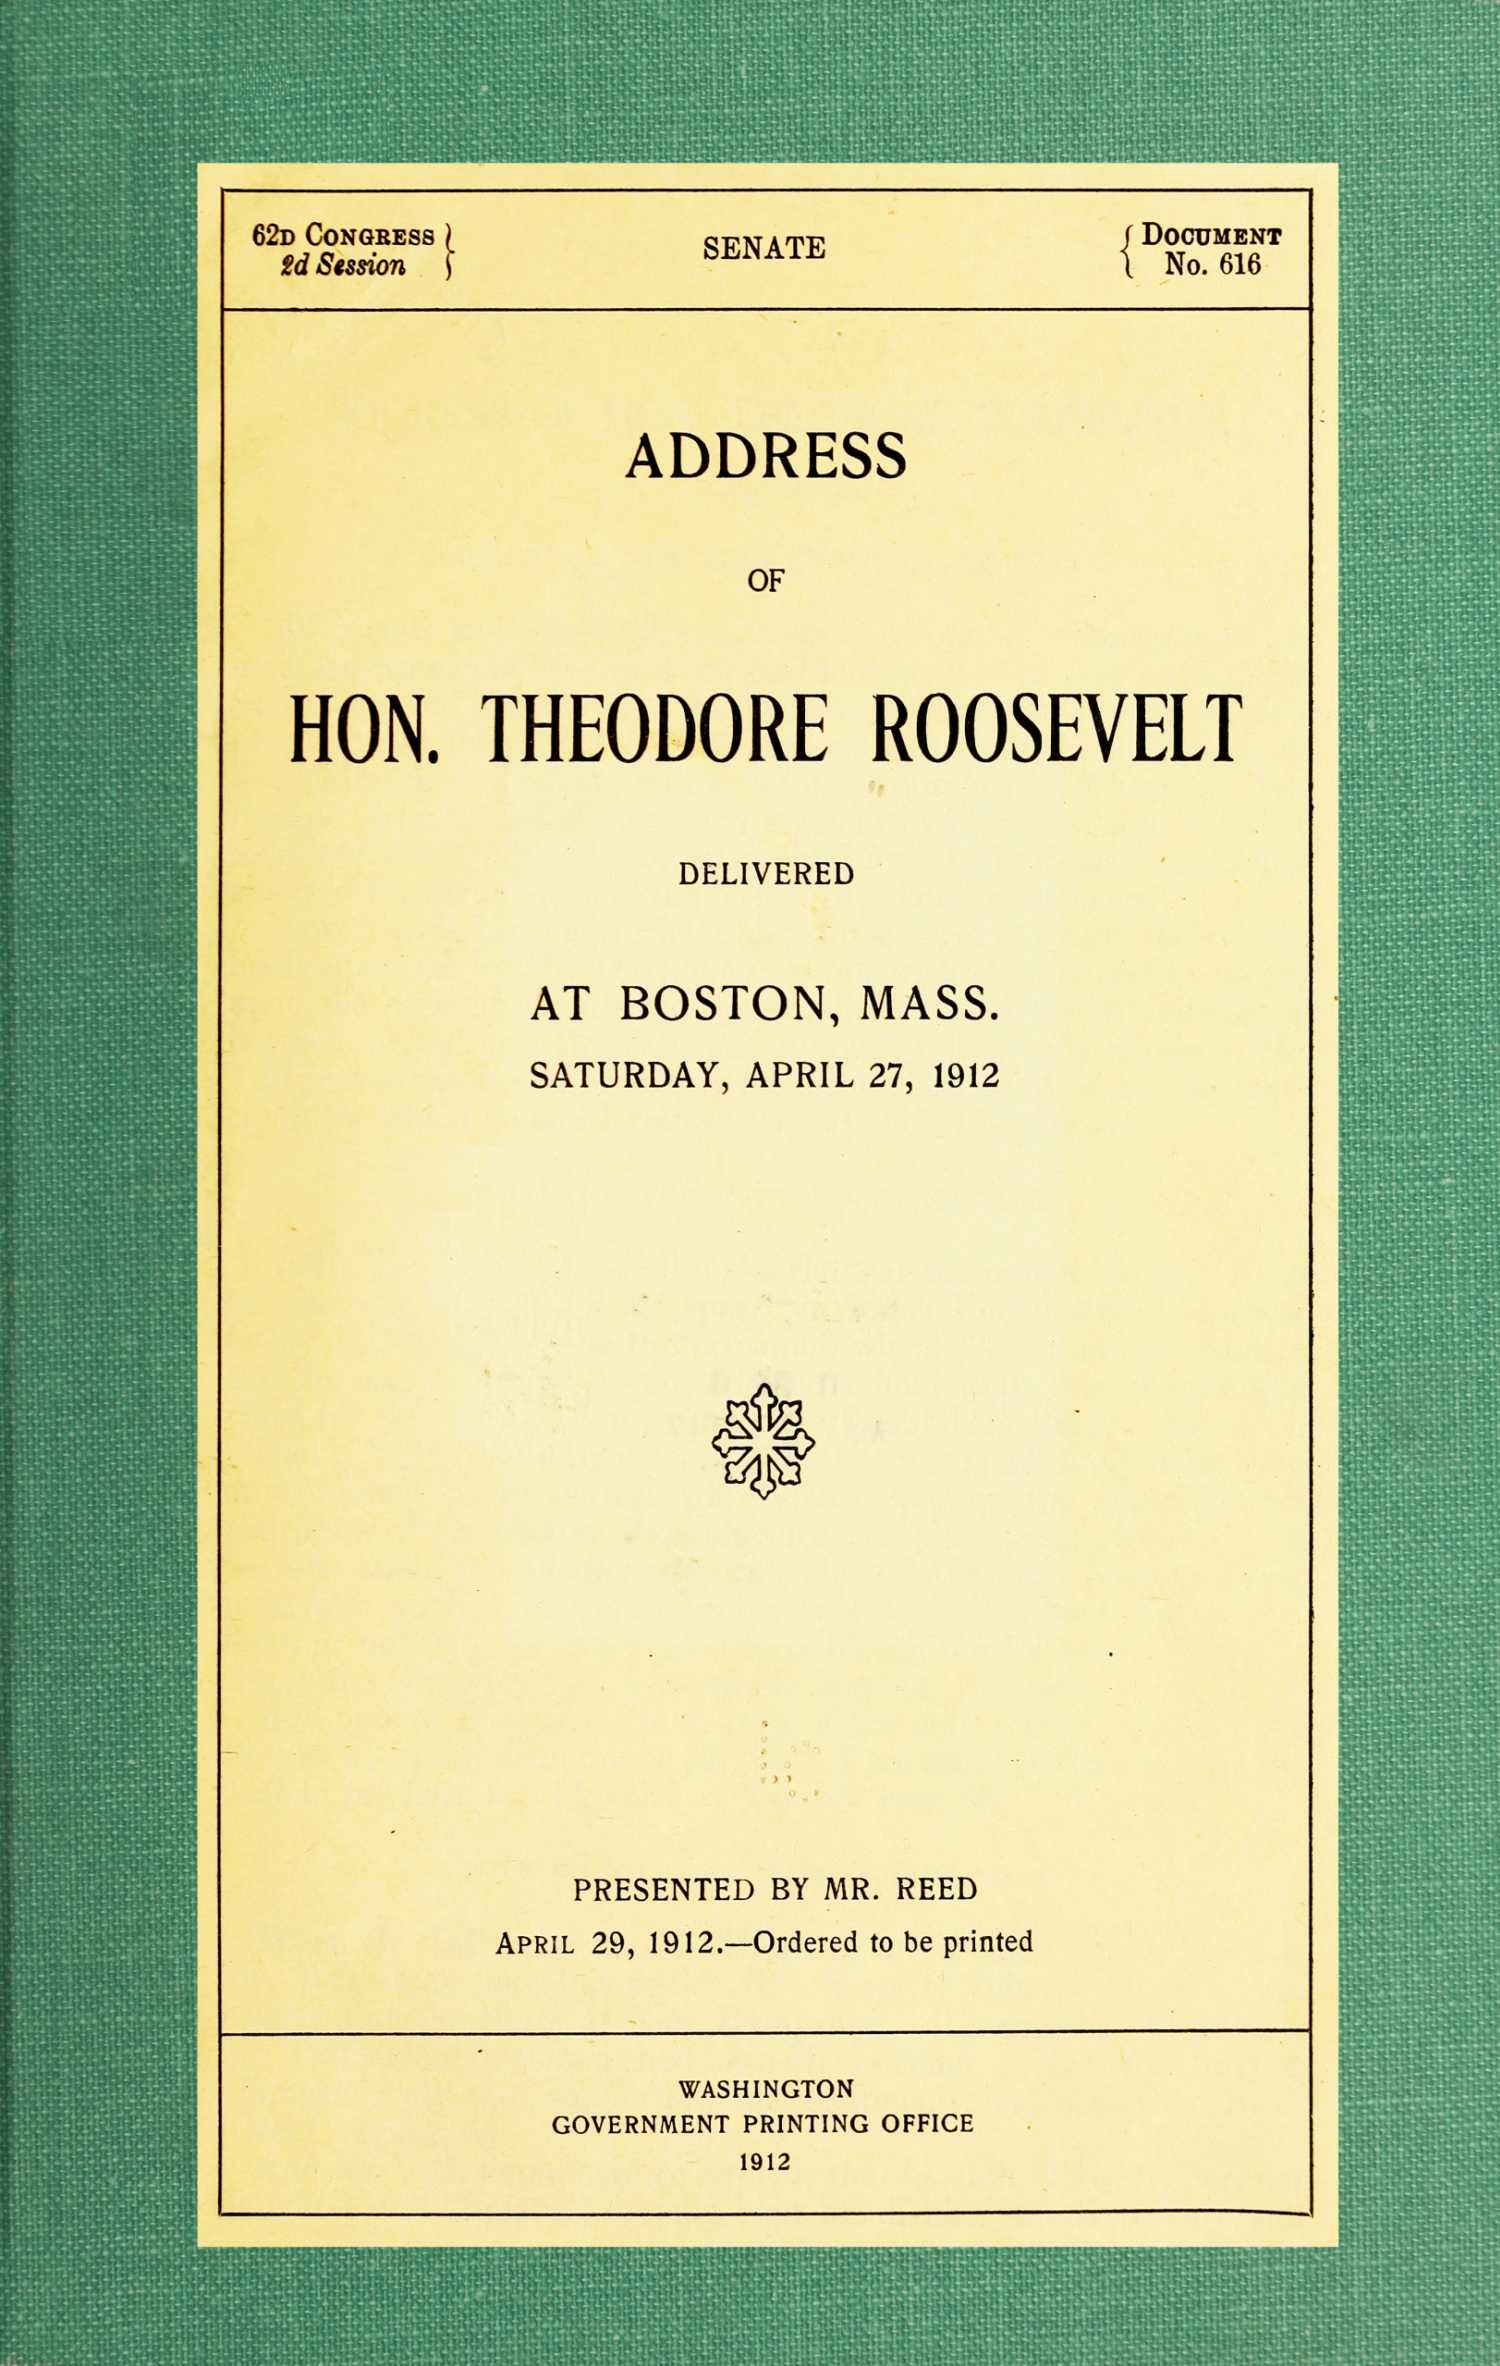 62D CONGRESS
2d Session
SENATE
DOCUMENT
No. 616
ADDRESS
OF
HON. THEODORE ROOSEVELT
DELIVERED
AT BOSTON, MASS.
SATURDAY, APRIL 27, 1912
PRESENTED BY MR. REED
APRIL 29, 1912.—Ordered to be printed
WASHINGTON
GOVERNMENT PRINTING OFFICE
1912